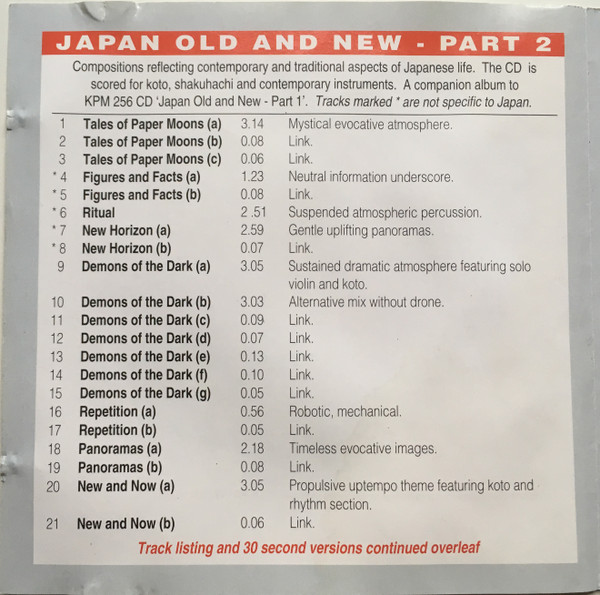 JAPAN OLD AND NEW - PART 2
Compositions reflecting contemporary and traditional aspects of Japanese life. The CD is
scored for koto, shakuhachi and contemporary instruments. A companion album to
KPM 256 CD 'Japan Old and New - Part 1'. Tracks marked * are not specific to Japan.
1 Tales of Paper Moons (a) 3.14 Mystical evocative atmosphere.
2 Tales of Paper Moons (b) 0.08 Link.
3 Tales of Paper Moons (c) 0.06 Link.
* 4 Figures and Facts (a) 1.23 Neutral information underscore.
* 5 Figures and Facts (b) 0.08 Link.
* 6 Ritual 2 .51 Suspended atmospheric percussion.
* 7 New Horizon (a) 2.59 Gentle uplifting panoramas.
* 8 New Horizon (b) 0.07 Link.
9 Demons of the Dark (a) 3.05 Sustained dramatic atmosphere featuring solo
violin and koto.
10 Demons of the Dark (b) 3.03 Alternative mix without drone.
11 Demons of the Dark (c) 0.09 Link.
12 Demons of the Dark (d) 0.07 Link.
13 Demons of the Dark (e) 0.13 Link.
14 Demons of the Dark (f) 0.10 Link.
15 Demons of the Dark (g) 0.05 Link.
16 Repetition (a) 0.56 Robotic, mechanical.
17 Repetition (b) 0.05 Link.
18 Panoramas (a) 2.18 Timeless evocative images.
19 Panoramas (b) 0.08 Link.
20 New and Now (a) 3.05 Propulsive uptempo theme featuring koto and
rhythm section.
21 New and Now (b) 0.06 Link.
Track listing and 30 second versions continued overleaf